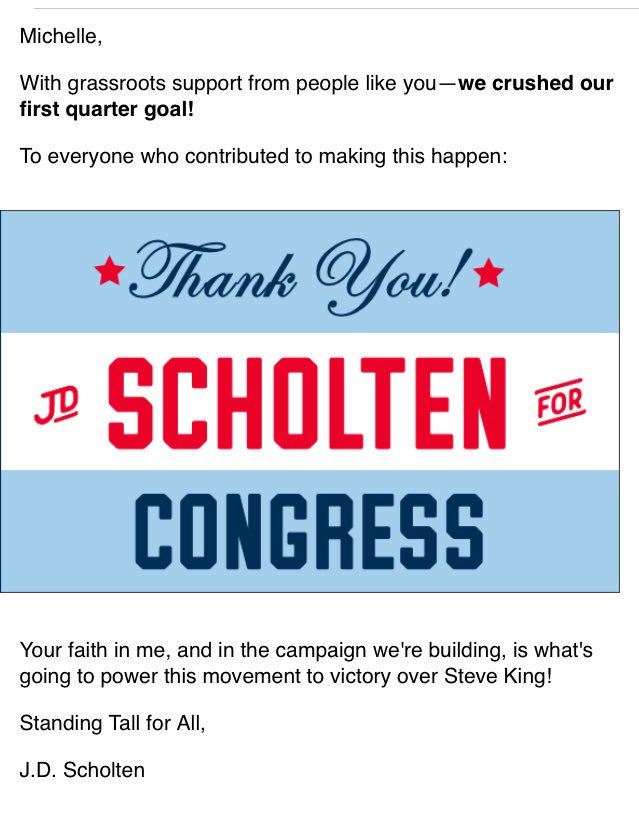 Michelle,
With grassroots support from people like you—we crushed our
first quarter goal!
To everyone who contributed to making this happen:
Thank You!
JD SCHOLTEN FOR
CONGRESS
Your faith in me, and in the campaign we're building, is what's
going to power this movement to victory over Steve King!
Standing Tall for All,
J.D. Scholten